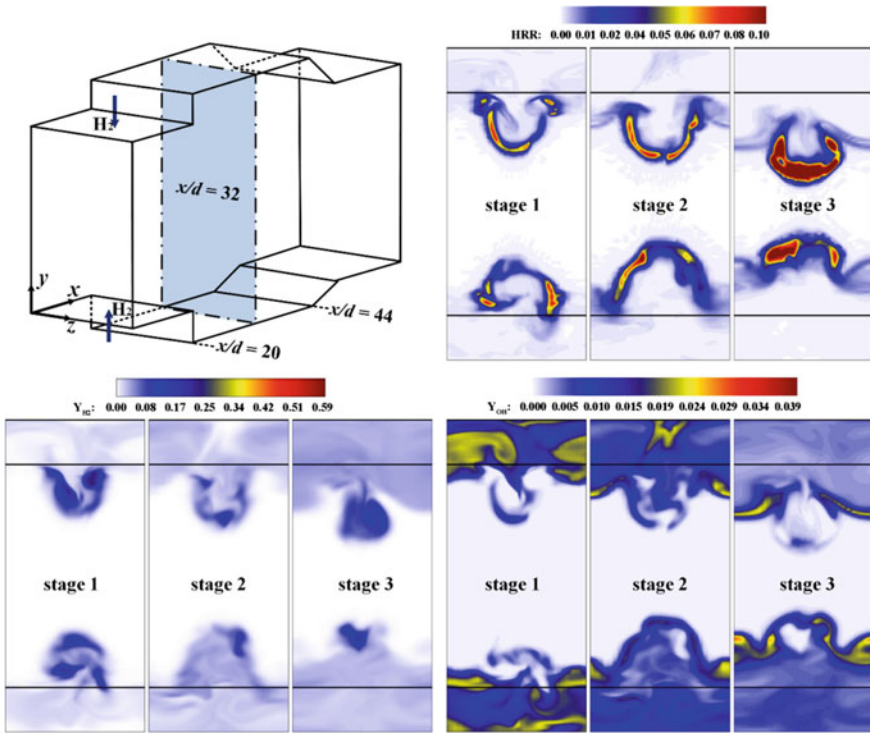 H₂
x/d = 32
y
x
z
H₂
x/d = 44
x/d = 20
HRR: 0.00 0.01 0.02 0.04 0.05 0.06 0.07 0.08 0.10
stage 1 stage 2 stage 3
Y_H2: 0.00 0.08 0.17 0.25 0.34 0.42 0.51 0.59
stage 1 stage 2 stage 3
Y_OH: 0.000 0.005 0.010 0.015 0.019 0.024 0.029 0.034 0.039
stage 1 stage 2 stage 3